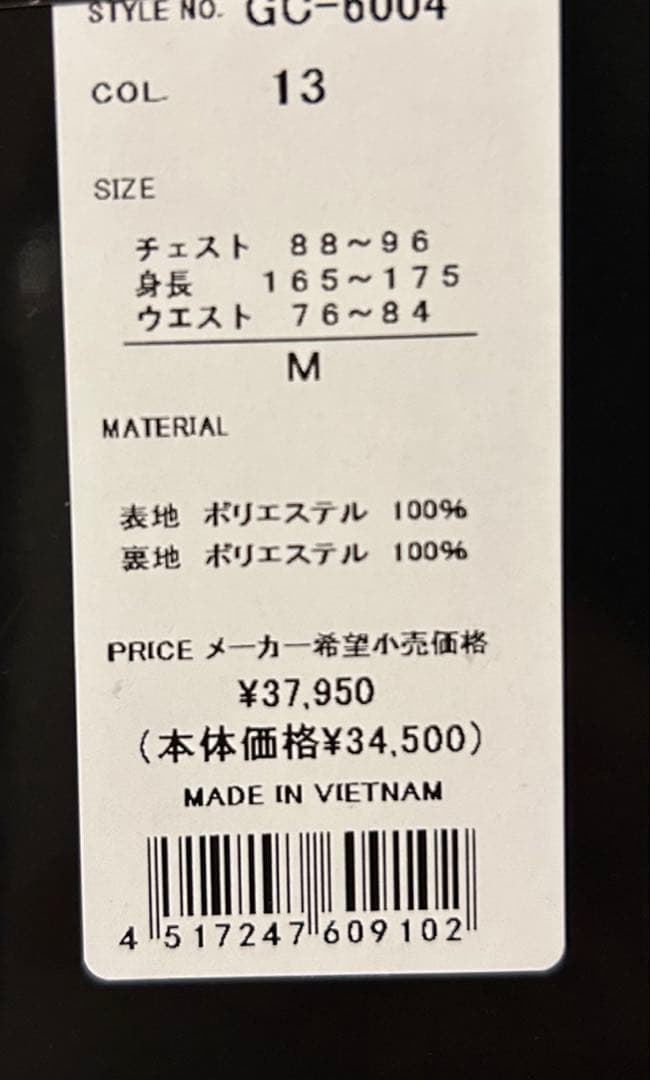 STYLE NO. GC-6004
COL. 13
SIZE
チェスト 88～96
身長 165～175
ウエスト 76～84
M
MATERIAL
表地 ポリエステル 100%
裏地 ポリエステル 100%
PRICE メーカー希望小売価格
¥37,950
(本体価格¥34,500)
MADE IN VIETNAM
4 517247 609102